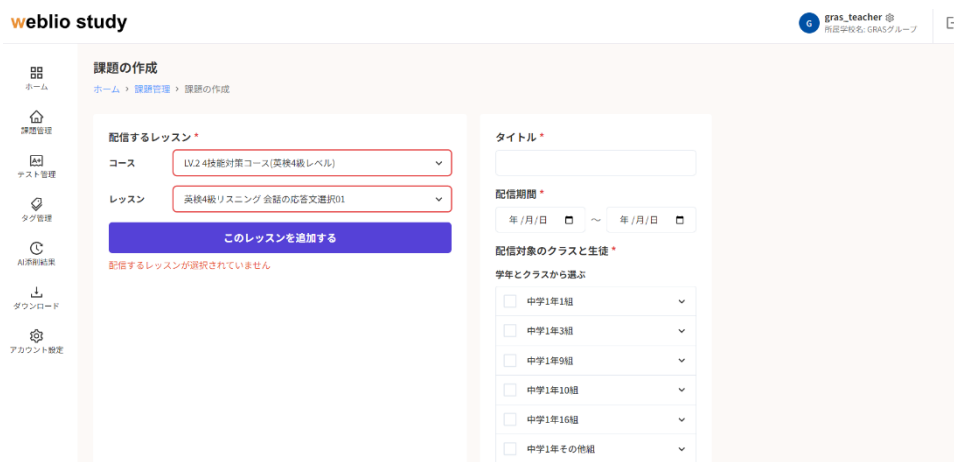 weblio study
G
gras_teacher
所属学校名: GRASグループ
ホーム
課題管理
テスト管理
タグ管理
AI添削結果
ダウンロード
アカウント設定
課題の作成
ホーム › 課題管理 › 課題の作成
配信するレッスン *
コース
LV.2 4技能対策コース(英検4級レベル)
レッスン
英検4級リスニング 会話の応答文選択01
このレッスンを追加する
配信するレッスンが選択されていません
タイトル *
配信期間 *
年/月/日 ～ 年/月/日
配信対象のクラスと生徒 *
学年とクラスから選ぶ
中学1年1組
中学1年3組
中学1年9組
中学1年10組
中学1年16組
中学1年その他組